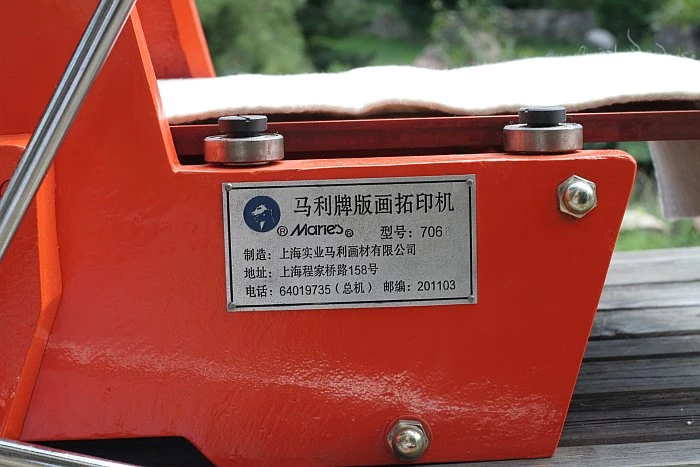 马利牌版画拓印机
® Maries ® 型号: 706
制造: 上海实业马利画材有限公司
地址: 上海程家桥路158号
电话: 64019735(总机) 邮编: 201103